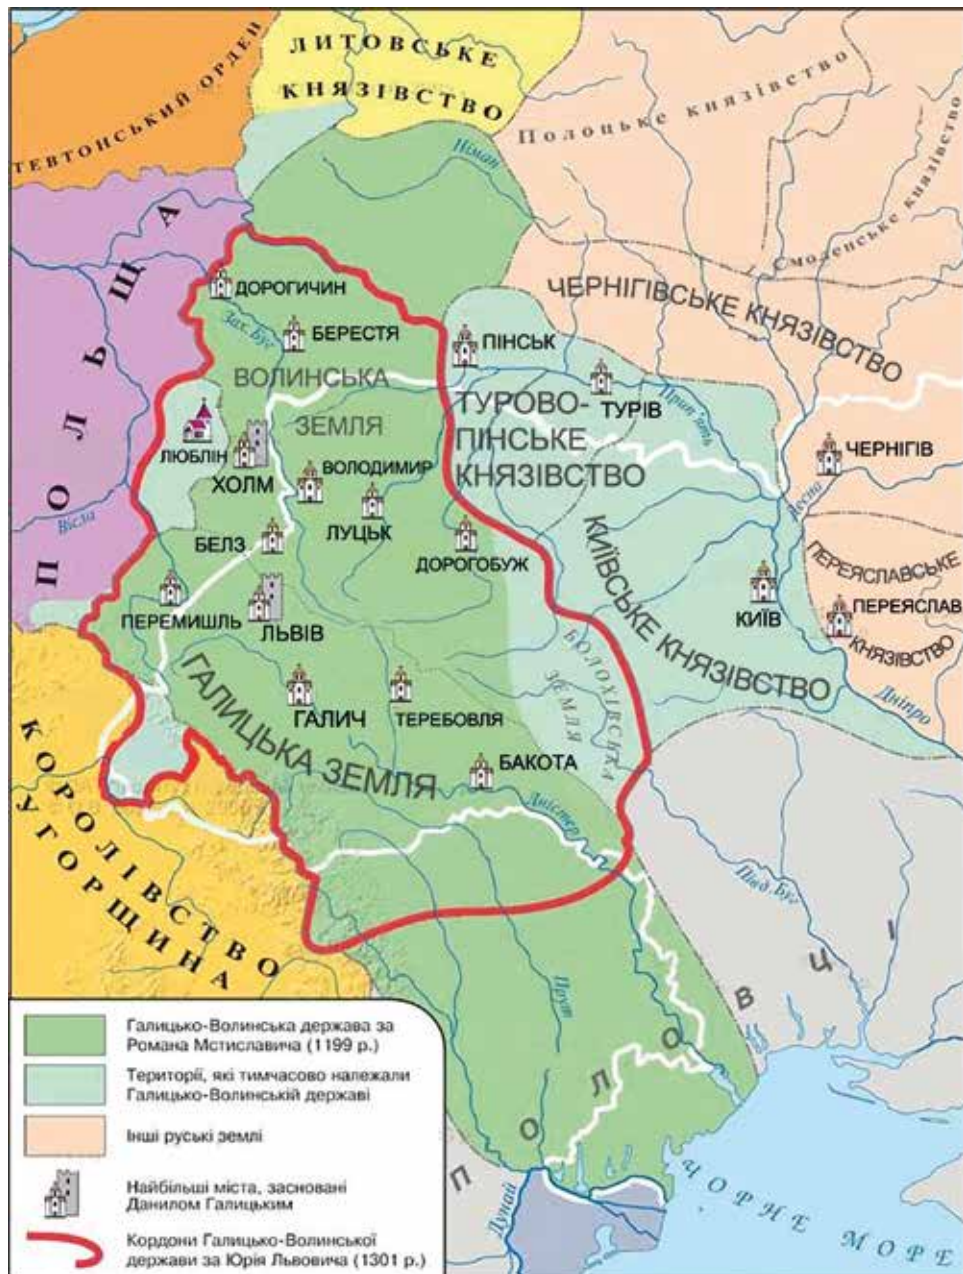 ТЕВТОНСЬКИЙ ОРДЕН
ЛИТОВСЬКЕ
КНЯЗІВСТВО
Полоцьке князівство
Смоленське князівство
Німан
ПОЛЬЩА
ЧЕРНІГІВСЬКЕ КНЯЗІВСТВО
ДОРОГИЧИН
Зах. Буг
БЕРЕСТЯ
ПІНСЬК
ВОЛИНСЬКА
ЗЕМЛЯ
ТУРІВ
Прип'ять
ТУРОВО-
ПІНСЬКЕ
КНЯЗІВСТВО
ЛЮБЛІН
ХОЛМ
ВОЛОДИМИР
ЛУЦЬК
ЧЕРНІГІВ
Десна
Вісла
БЕЛЗ
ДОРОГОБУЖ
КИЇВСЬКЕ КНЯЗІВСТВО
КИЇВ
ПЕРЕЯСЛАВСЬКЕ
ПЕРЕЯСЛАВ
КНЯЗІВСТВО
ПЕРЕМИШЛЬ
ЛЬВІВ
БОЛОХІВСЬКА
ЗЕМЛЯ
Дніпро
ГАЛИЦЬКА ЗЕМЛЯ
ГАЛИЧ
ТЕРЕБОВЛЯ
БАКОТА
Дністер
КОРОЛІВСТВО
УГОРЩИНА
Півд. Буг
Прут
ПОЛОВЦІ
Дунай
ЧОРНЕ МОРЕ
Галицько-Волинська держава за
Романа Мстиславича (1199 р.)
Території, які тимчасово належали
Галицько-Волинській державі
Інші руські землі
Найбільші міста, засновані
Данилом Галицьким
Кордони Галицько-Волинської
держави за Юрія Львовича (1301 р.)